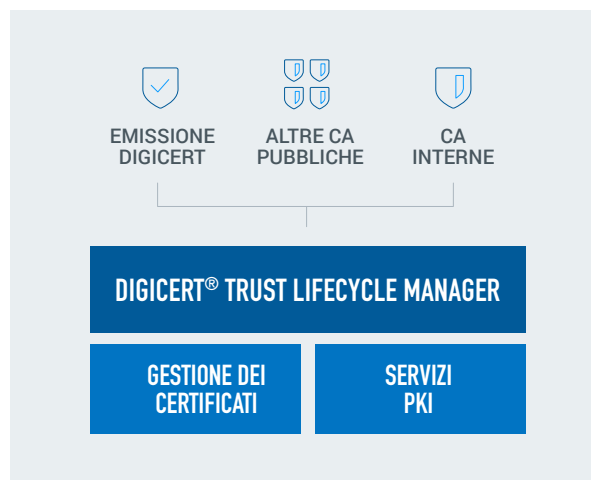 EMISSIONE
DIGICERT
ALTRE CA
PUBBLICHE
CA
INTERNE
DIGICERT® TRUST LIFECYCLE MANAGER
GESTIONE DEI
CERTIFICATI
SERVIZI
PKI